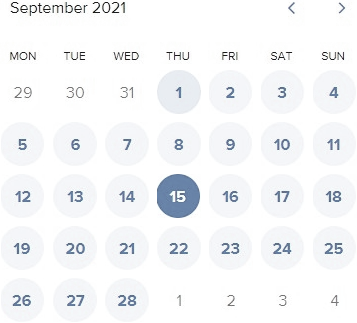 September 2021
MON TUE WED THU FRI SAT SUN
29 30 31 1 2 3 4
5 6 7 8 9 10 11
12 13 14 15 16 17 18
19 20 21 22 23 24 25
26 27 28 1 2 3 4